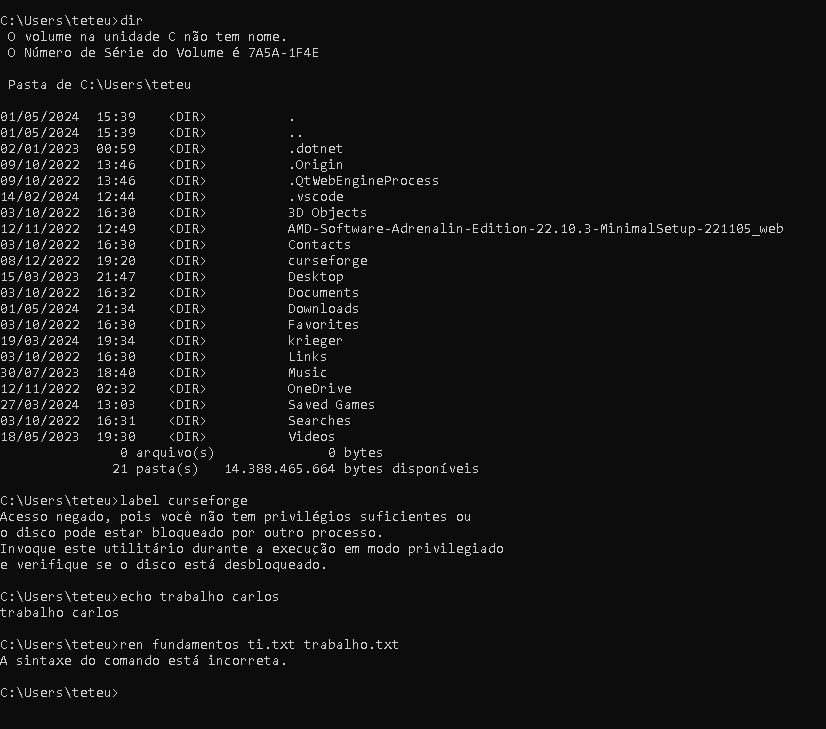 C:\Users\teteu>dir
 O volume na unidade C não tem nome.
 O Número de Série do Volume é 7A5A-1F4E
 Pasta de C:\Users\teteu
01/05/2024  15:39    <DIR>          .
01/05/2024  15:39    <DIR>          ..
02/01/2023  00:59    <DIR>          .dotnet
09/10/2022  13:46    <DIR>          .Origin
09/10/2022  13:46    <DIR>          .QtWebEngineProcess
14/02/2024  12:44    <DIR>          .vscode
03/10/2022  16:30    <DIR>          3D Objects
12/11/2022  12:49    <DIR>          AMD-Software-Adrenalin-Edition-22.10.3-MinimalSetup-221105_web
03/10/2022  16:30    <DIR>          Contacts
08/12/2022  19:20    <DIR>          curseforge
15/03/2023  21:47    <DIR>          Desktop
03/10/2022  16:32    <DIR>          Documents
01/05/2024  21:34    <DIR>          Downloads
03/10/2022  16:30    <DIR>          Favorites
19/03/2024  19:34    <DIR>          krieger
03/10/2022  16:30    <DIR>          Links
30/07/2023  18:40    <DIR>          Music
12/11/2022  02:32    <DIR>          OneDrive
27/03/2024  13:03    <DIR>          Saved Games
03/10/2022  16:31    <DIR>          Searches
18/05/2023  19:30    <DIR>          Videos
               0 arquivo(s)              0 bytes
              21 pasta(s)   14.388.465.664 bytes disponíveis
C:\Users\teteu>label curseforge
Acesso negado, pois você não tem privilégios suficientes ou
o disco pode estar bloqueado por outro processo.
Invoque este utilitário durante a execução em modo privilegiado
e verifique se o disco está desbloqueado.
C:\Users\teteu>echo trabalho carlos
trabalho carlos
C:\Users\teteu>ren fundamentos ti.txt trabalho.txt
A sintaxe do comando está incorreta.
C:\Users\teteu>